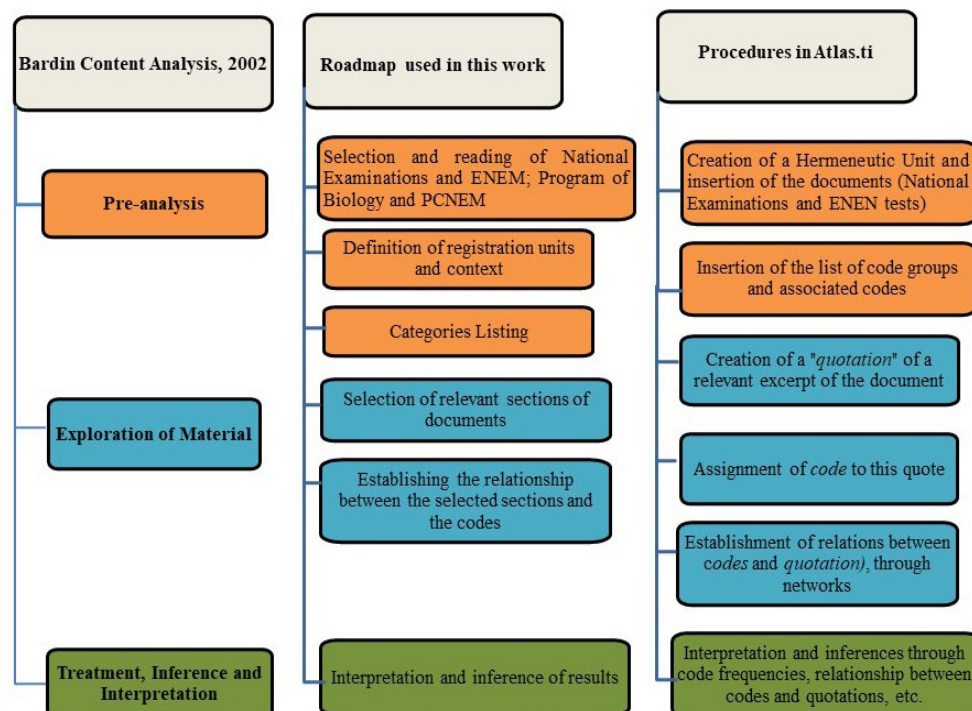 Bardin Content Analysis, 2002
Pre-analysis
Exploration of Material
Treatment, Inference and
Interpretation
Roadmap used in this work
Selection and reading of National
Examinations and ENEM; Program of
Biology and PCNEM
Definition of registration units
and context
Categories Listing
Selection of relevant sections of
documents
Establishing the relationship
between the selected sections and
the codes
Interpretation and inference of results
Procedures in Atlas.ti
Creation of a Hermeneutic Unit and
insertion of the documents (National
Examinations and ENEN tests)
Insertion of the list of code groups
and associated codes
Creation of a "quotation" of a
relevant excerpt of the document
Assignment of code to this quote
Establishment of relations between
codes and quotation), through
networks
Interpretation and inferences through
code frequencies, relationship between
codes and quotations, etc.